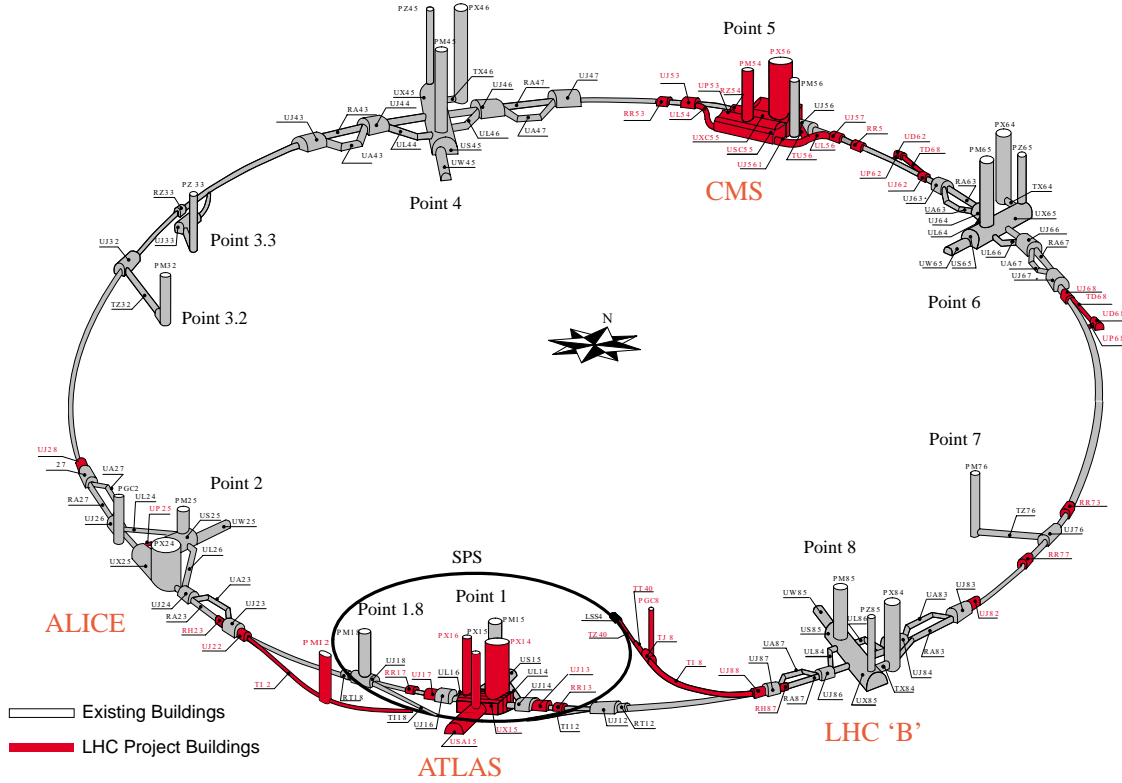 PZ45
PX46
PM45
TX46
UX45
UJ46
RA47
UJ47
RA43
UJ44
UJ43
UA43
UL44
UL46
UA47
US45
UW45
Point 4
Point 5
PX56
PM54
UJ53
UP53
RZ54
PM56
RR53
UL54
UJ56
UJ57
RR5
UXC55
USC55
UJ561
TU56
UL56
CMS
UD62
TD68
UP62
UJ62
PX64
PM65
PZ65
UJ63
RA63
UA63
TX64
UJ64
UL64
UX65
UJ66
RA67
UW65
US65
UL66
UA67
UJ67
Point 6
UJ68
TD68
UD68
UP68
PZ33
RZ33
UJ33
Point 3.3
UJ32
PM32
TZ32
Point 3.2
N
Point 7
PM76
TZ76
RR73
UJ76
RR77
UJ28
27
UA27
RA27
PGC2
UL24
PM25
Point 2
UP25
US25
UW25
UJ26
PX24
UX25
UL26
ALICE
UJ24
UA23
RA23
UJ23
RH23
UJ22
PMI2
TI2
SPS
Point 1.8
Point 1
PM18
PX16
PX15
PM15
PX14
UJ18
RR17
UJ17
UL16
US15
UL14
UJ14
UJ13
RR13
RT18
TI18
UJ16
UX15
USA15
TI12
UJ12
RT12
ATLAS
TT40
PGC8
LSS4
TZ40
TJ8
TI8
Point 8
PM85
UW85
PX84
PZ85
US85
UL86
UA83
UJ83
UJ82
UA87
UL84
UJ88
UJ87
RH87
RA87
UJ86
UX85
TX84
UJ84
RA83
LHC ‘B’
Existing Buildings
LHC Project Buildings